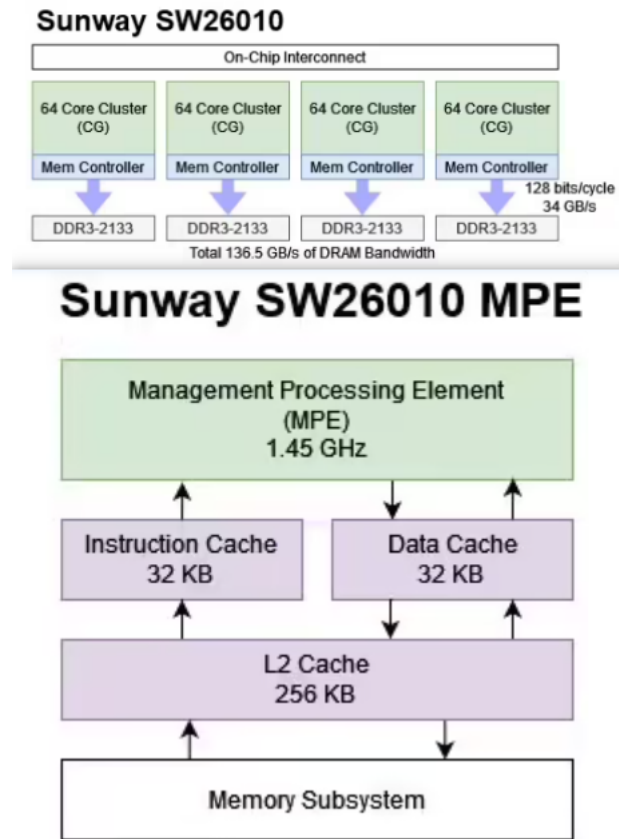 Sunway SW26010
On-Chip Interconnect
64 Core Cluster
(CG)
64 Core Cluster
(CG)
64 Core Cluster
(CG)
64 Core Cluster
(CG)
Mem Controller
Mem Controller
Mem Controller
Mem Controller
128 bits/cycle
34 GB/s
DDR3-2133
DDR3-2133
DDR3-2133
DDR3-2133
Total 136.5 GB/s of DRAM Bandwidth
Sunway SW26010 MPE
Management Processing Element
(MPE)
1.45 GHz
Instruction Cache
32 KB
Data Cache
32 KB
L2 Cache
256 KB
Memory Subsystem